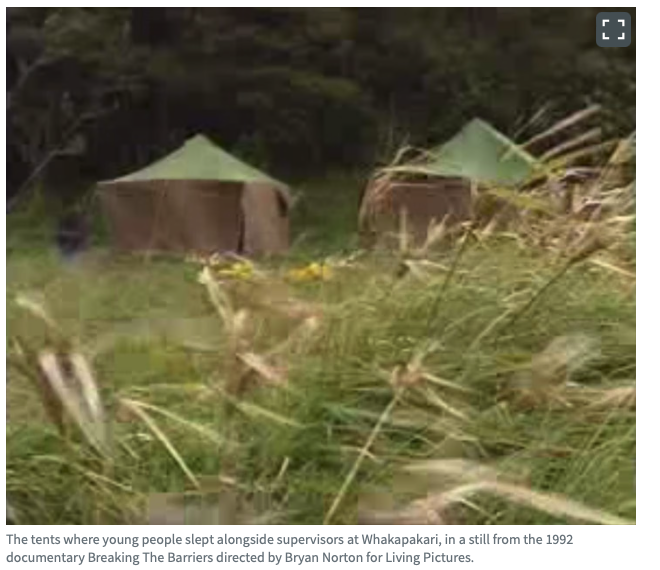 The tents where young people slept alongside supervisors at Whakapakari, in a still from the 1992
documentary Breaking The Barriers directed by Bryan Norton for Living Pictures.